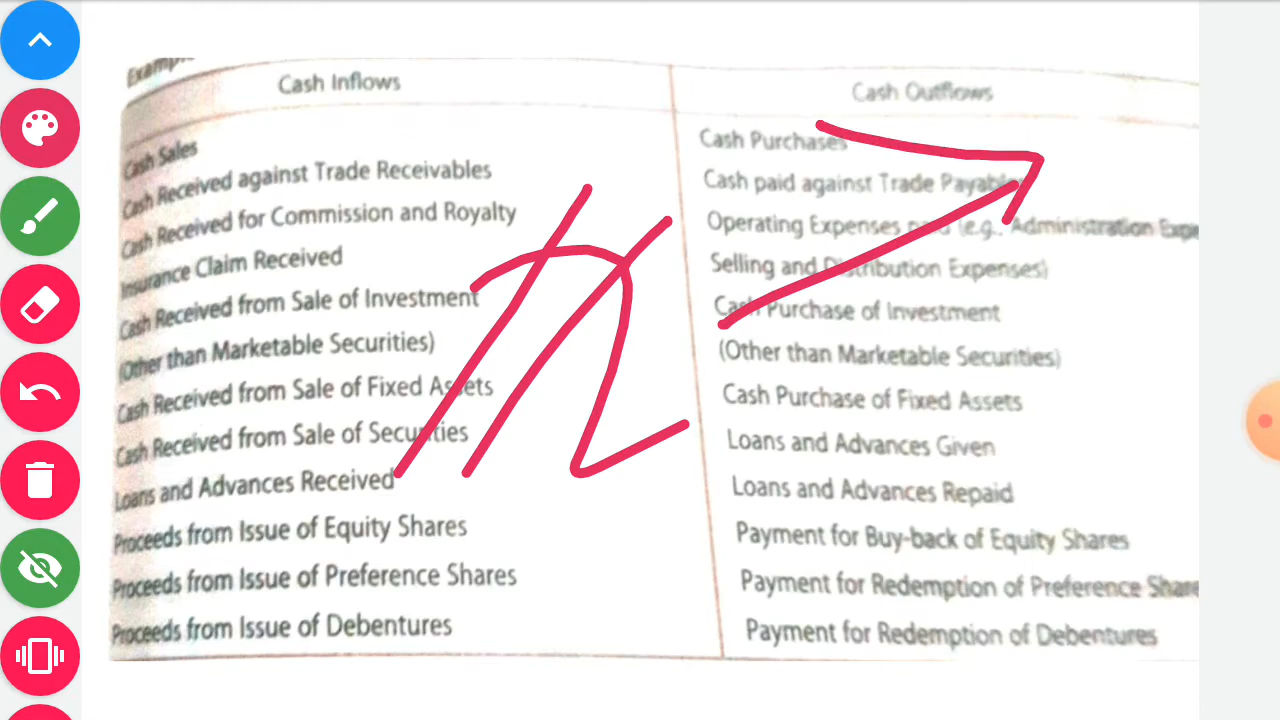 Cash Inflows
Cash Outflows
Cash Sales
Cash Received against Trade Receivables
Cash Received for Commission and Royalty
Insurance Claim Received
Cash Received from Sale of Investment
(Other than Marketable Securities)
Cash Received from Sale of Fixed Assets
Cash Received from Sale of Securities
Loans and Advances Received
Proceeds from Issue of Equity Shares
Proceeds from Issue of Preference Shares
Proceeds from Issue of Debentures
Cash Purchases
Cash paid against Trade Payables
Operating Expenses paid (e.g., Administration
Selling and Distribution Expenses)
Cash Purchase of Investment
(Other than Marketable Securities)
Cash Purchase of Fixed Assets
Loans and Advances Given
Loans and Advances Repaid
Payment for Buy-back of Equity Shares
Payment for Redemption of Preference
Payment for Redemption of Debentures